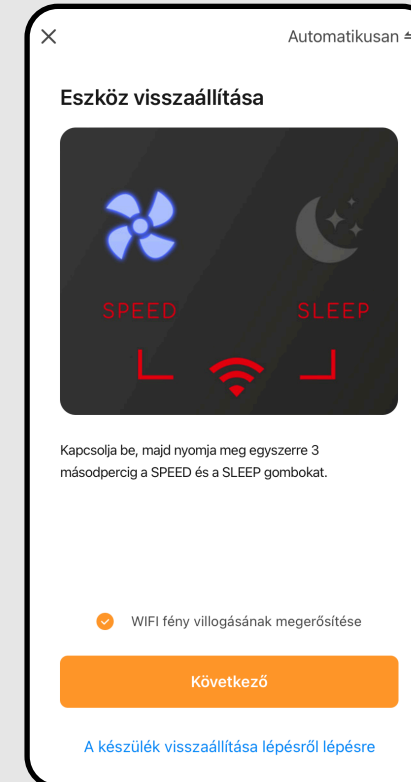 Automatikusan
Eszköz visszaállítása
SPEED
SLEEP
Kapcsolja be, majd nyomja meg egyszerre 3
másodpercig a SPEED és a SLEEP gombokat.
WIFI fény villogásának megerősítése
Következő
A készülék visszaállítása lépésről lépésre